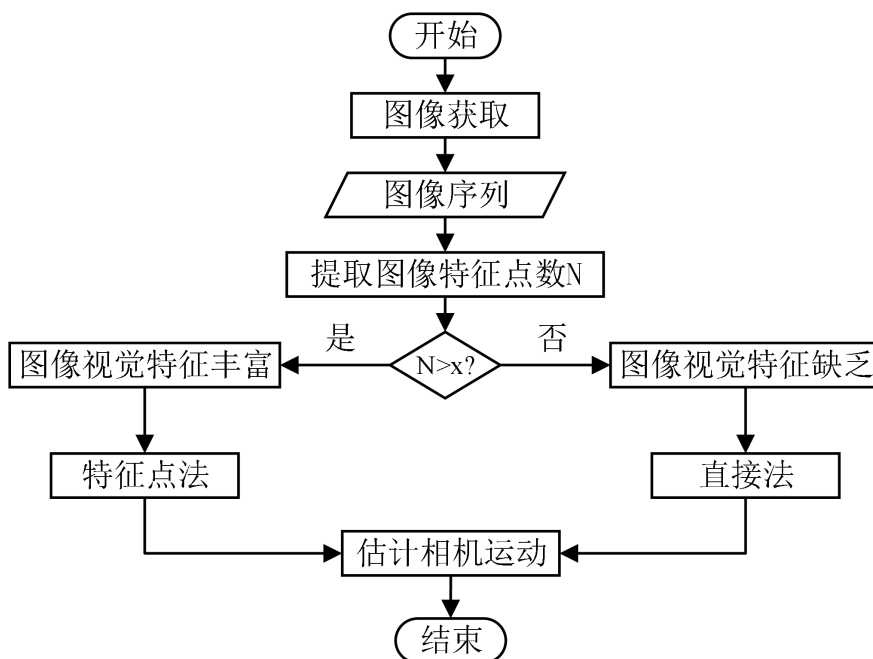 开始
图像获取
图像序列
提取图像特征点数N
是
否
图像视觉特征丰富
N>x?
图像视觉特征缺乏
特征点法
直接法
估计相机运动
结束